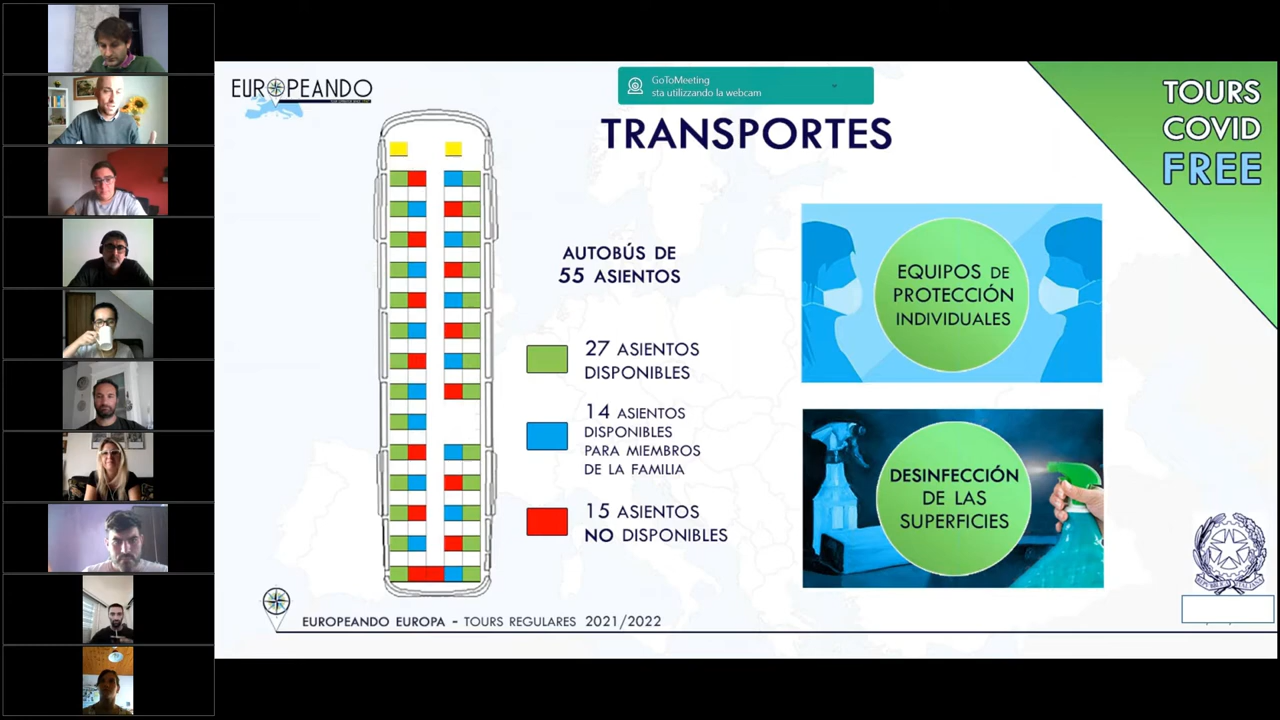 EUROPEANDO
GoToMeeting
sta utilizzando la webcam
TRANSPORTES
TOURS
COVID
FREE
AUTOBÚS DE
55 ASIENTOS
27 ASIENTOS
DISPONIBLES
14 ASIENTOS
DISPONIBLES
PARA MIEMBROS
DE LA FAMILIA
15 ASIENTOS
NO DISPONIBLES
EQUIPOS DE
PROTECCIÓN
INDIVIDUALES
DESINFECCIÓN
DE LAS
SUPERFICIES
EUROPEANDO EUROPA - TOURS REGULARES 2021/2022